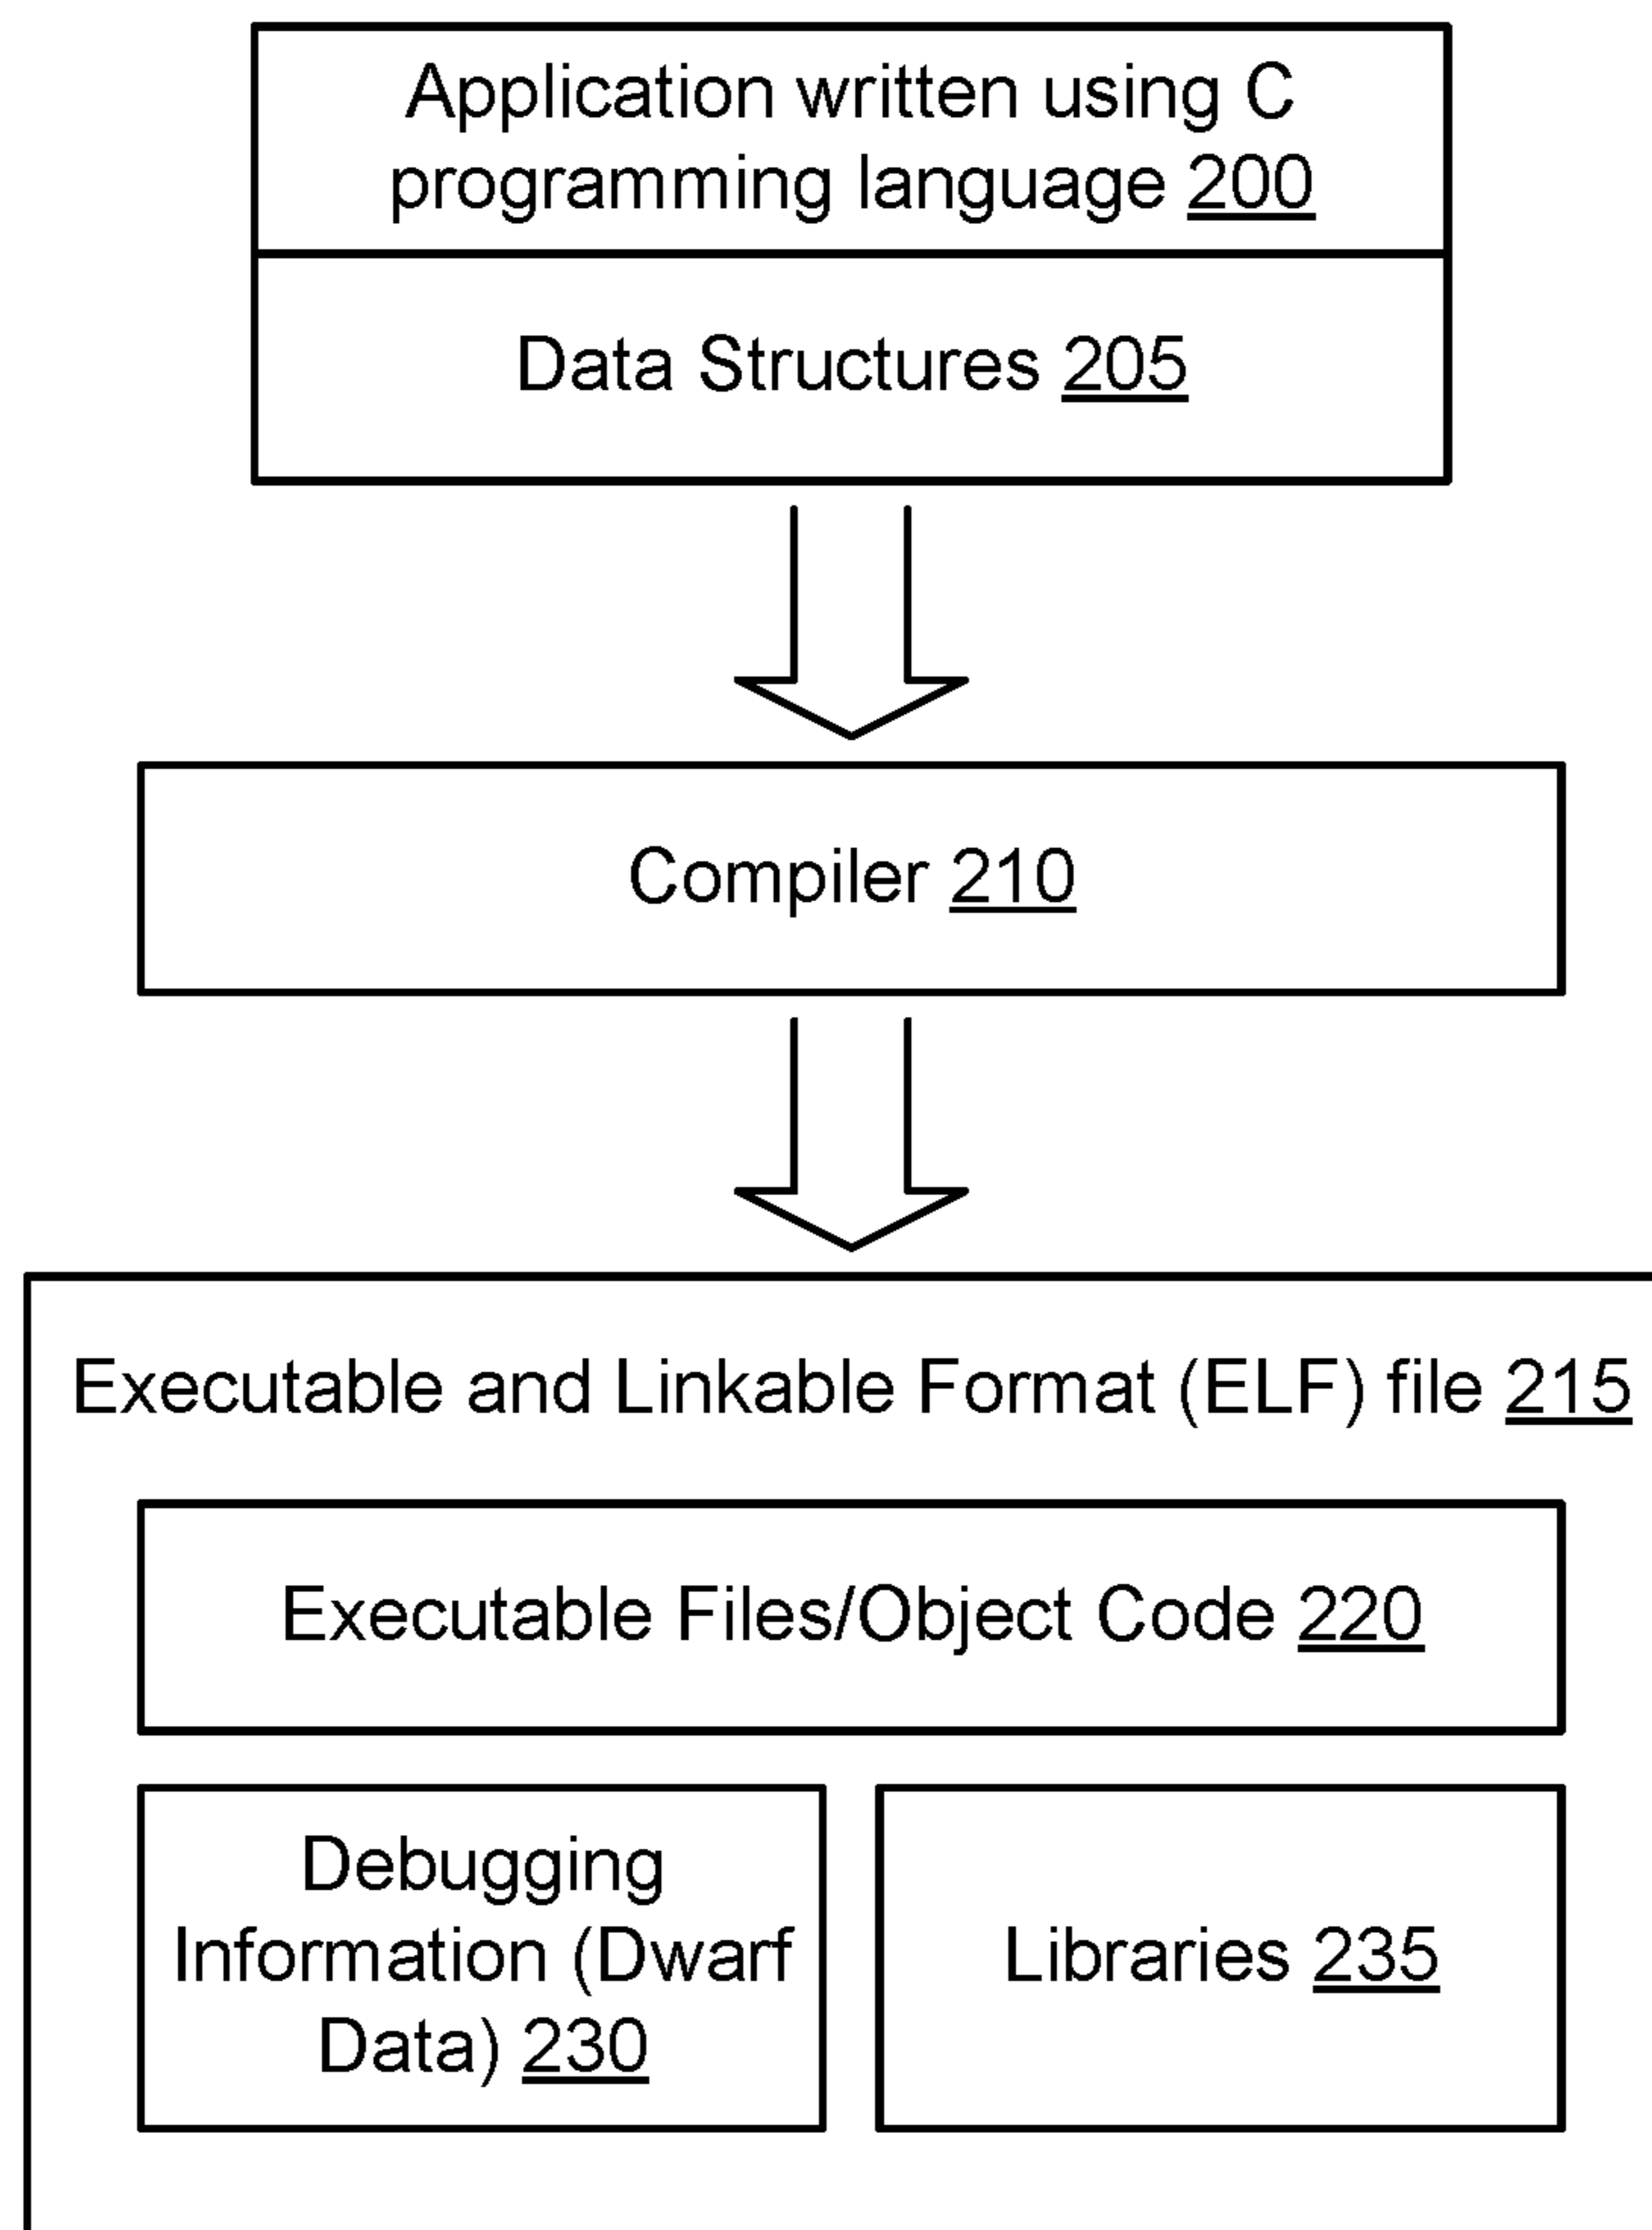 Application written using C
programming language 200
Data Structures 205
Compiler 210
Executable and Linkable Format (ELF) file 215
Executable Files/Object Code 220
Debugging
Information (Dwarf
Data) 230
Libraries 235